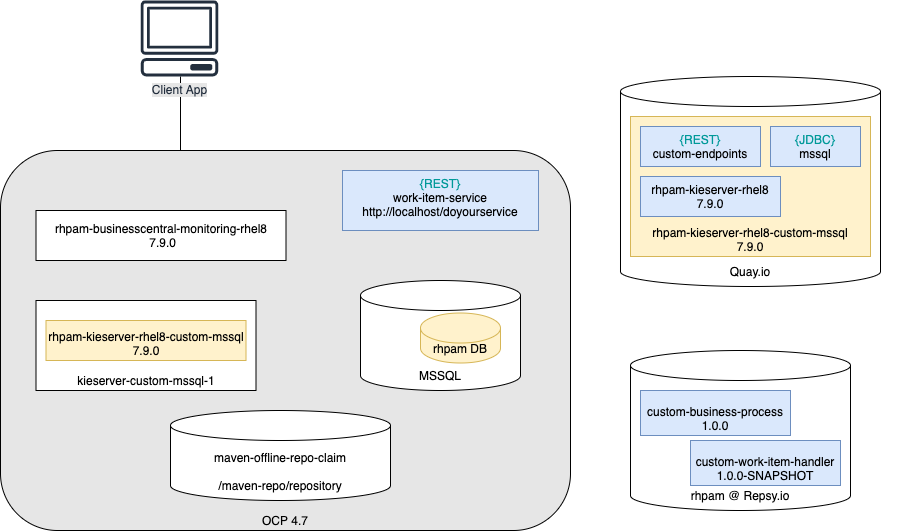 Client App
{REST}
work-item-service
http://localhost/doyourservice
rhpam-businesscentral-monitoring-rhel8
7.9.0
rhpam-kieserver-rhel8-custom-mssql
7.9.0
kieserver-custom-mssql-1
rhpam DB
MSSQL
maven-offline-repo-claim
/maven-repo/repository
OCP 4.7
{REST}
custom-endpoints
{JDBC}
mssql
rhpam-kieserver-rhel8
7.9.0
rhpam-kieserver-rhel8-custom-mssql
7.9.0
Quay.io
custom-business-process
1.0.0
custom-work-item-handler
1.0.0-SNAPSHOT
rhpam @ Repsy.io